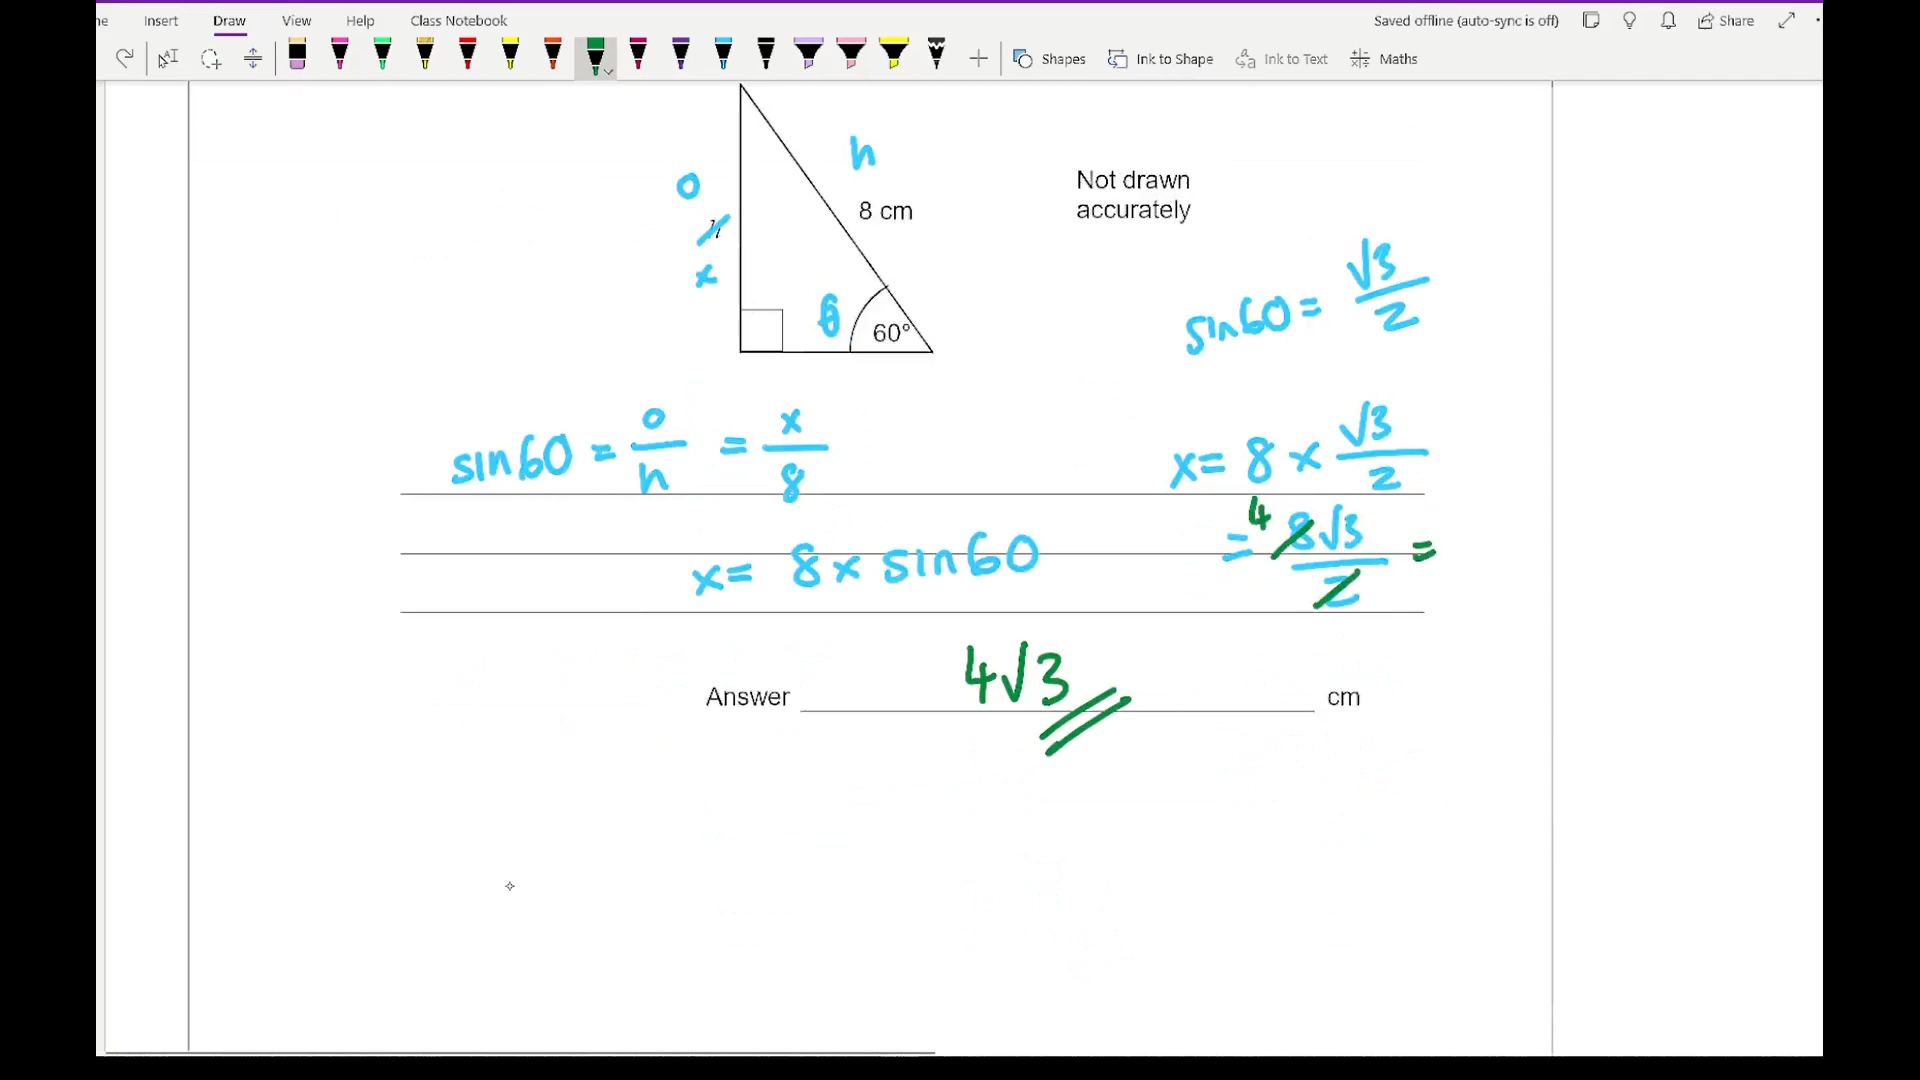 Insert Draw View Help Class Notebook Saved offline (auto-sync is off) Share
Shapes Ink to Shape Ink to Text Maths
h
o
8 cm
x
θ
60°
Not drawn
accurately
sin60 = √3/2
sin60 = o/h = x/8
x= 8 x √3/2
= 8√3/2 =
4
x= 8 x sin60
Answer 4√3 cm